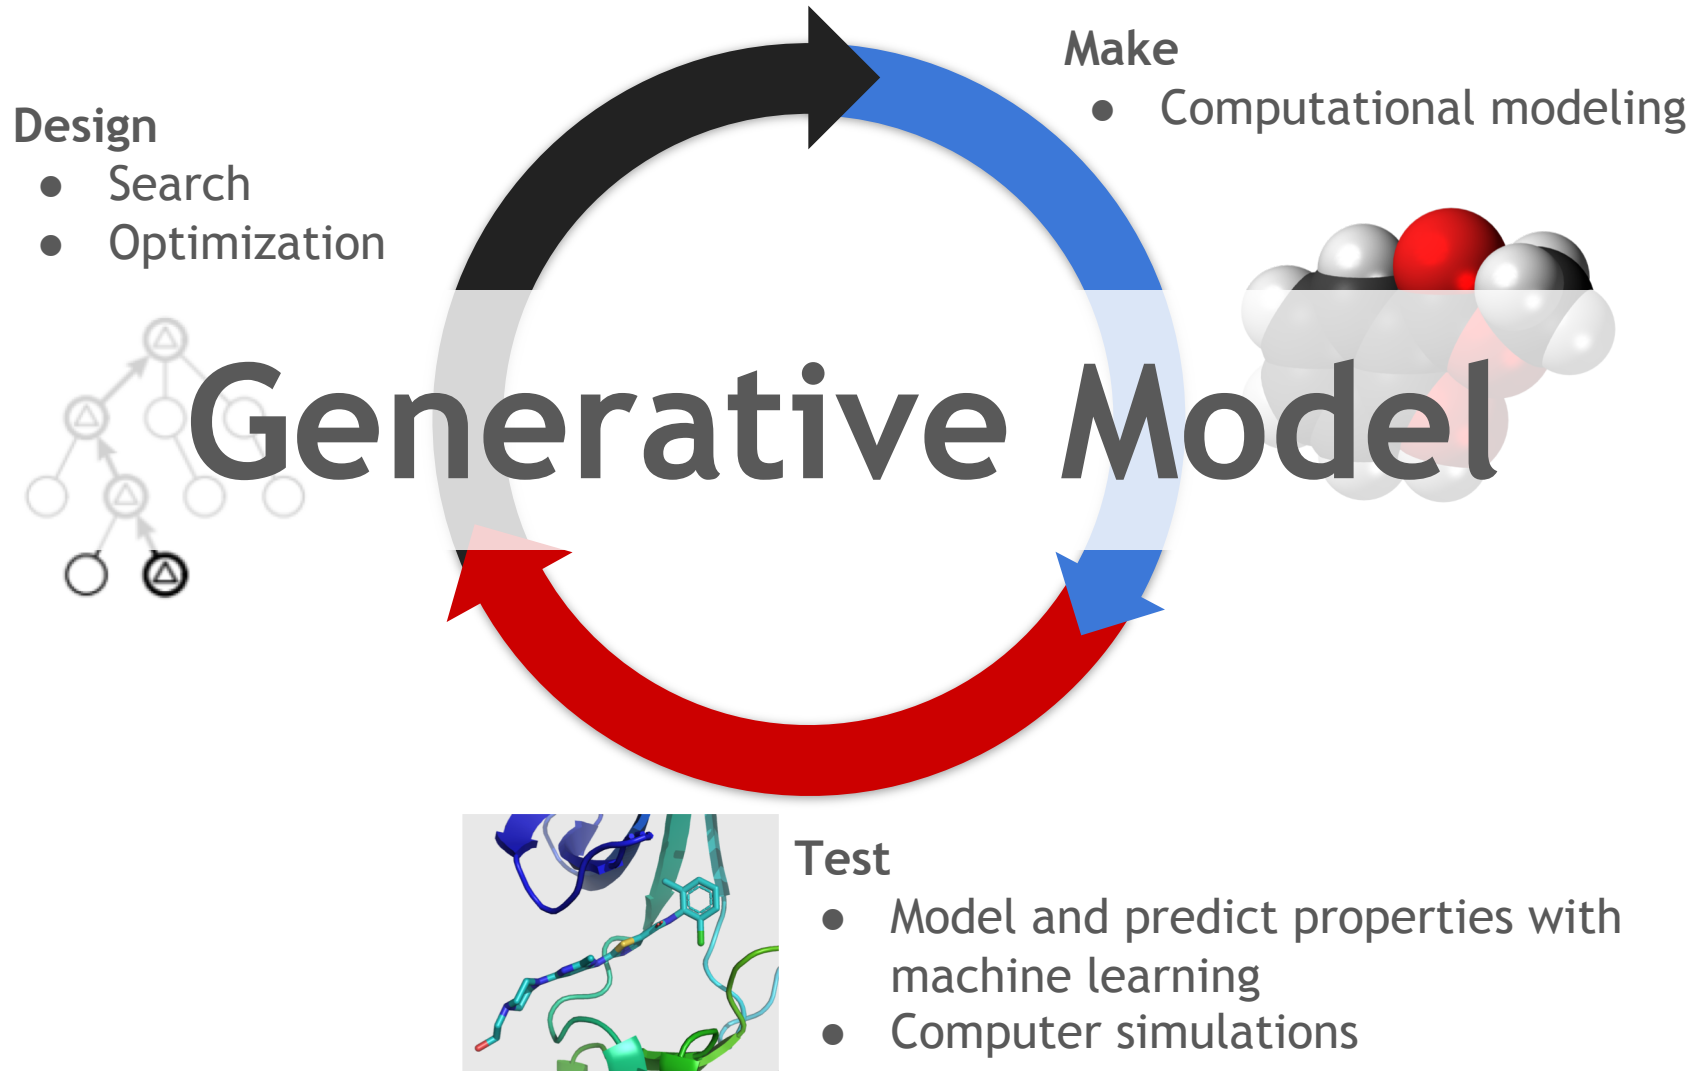 Design
● Search
● Optimization
Make
● Computational modeling
Generative Model
Test
● Model and predict properties with
machine learning
● Computer simulations